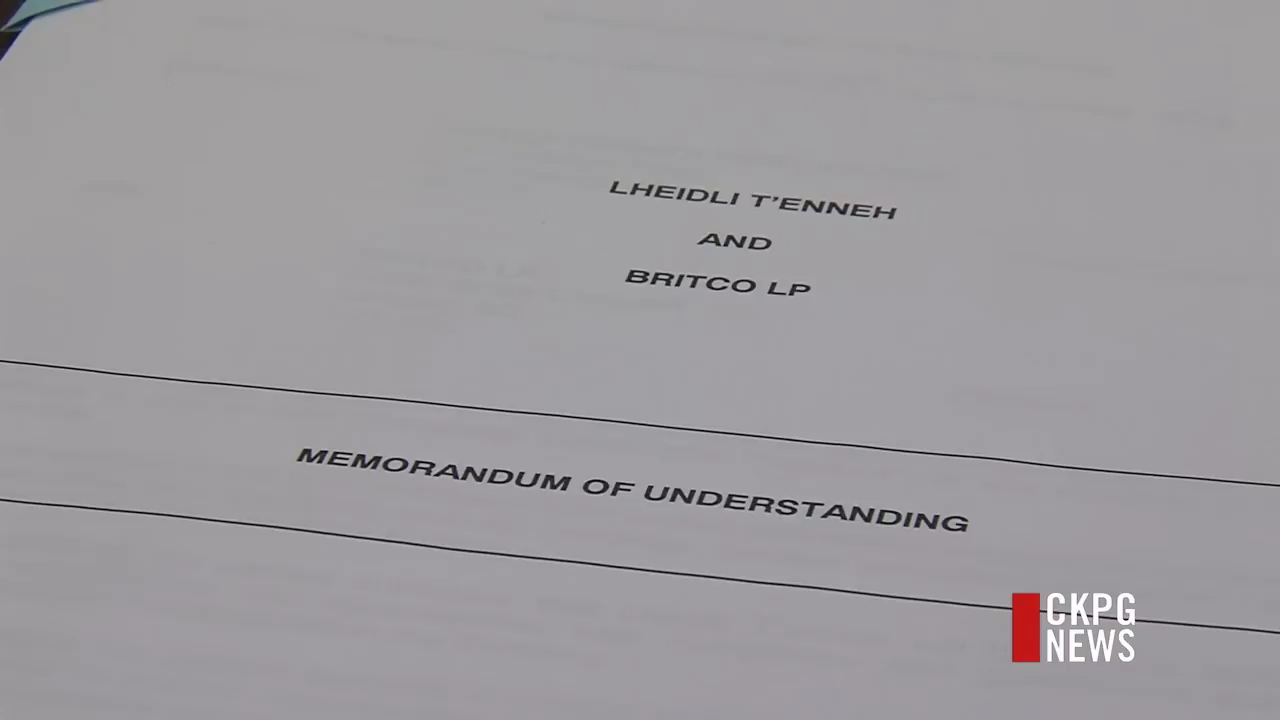 LHEIDLI T'ENNEH
AND
BRITCO LP
MEMORANDUM OF UNDERSTANDING
CKPG
NEWS